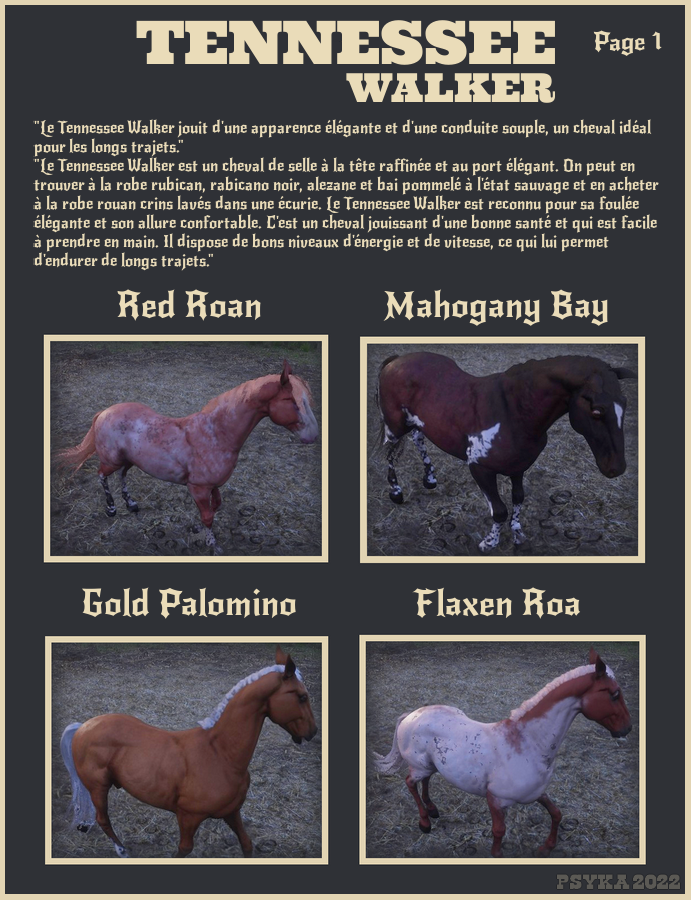 TENNESSEE
WALKER
Page 1
"Le Tennessee Walker jouit d'une apparence élégante et d'une conduite souple, un cheval idéal
pour les longs trajets."
"Le Tennessee Walker est un cheval de selle à la tête raffinée et au port élégant. On peut en
trouver à la robe rubican, rabicano noir, alezane et bai pommelé à l'état sauvage et en acheter
à la robe rouan crins lavés dans une écurie. Le Tennessee Walker est reconnu pour sa foulée
élégante et son allure confortable. C'est un cheval jouissant d'une bonne santé et qui est facile
à prendre en main. Il dispose de bons niveaux d'énergie et de vitesse, ce qui lui permet
d'endurer de longs trajets."
Red Roan
Mahogany Bay
Gold Palomino
Flaxen Roa
PSYKA 2022